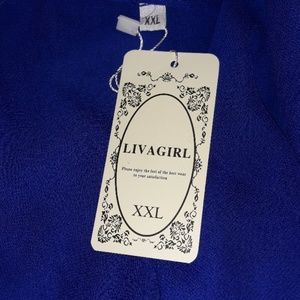 XXL
LIVAGIRL
Please enjoy the feel of the best wear
to your satisfaction
XXL